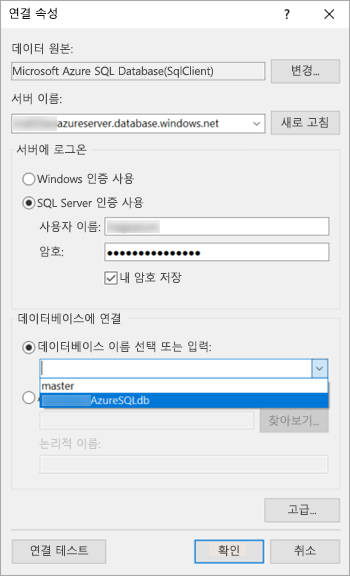 연결 속성
데이터 원본:
Microsoft Azure SQL Database(SqlClient)
변경...
서버 이름:
azureserver.database.windows.net
새로 고침
서버에 로그온
Windows 인증 사용
SQL Server 인증 사용
사용자 이름:
암호:
●●●●●●●●●●●●●●●
내 암호 저장
데이터베이스에 연결
데이터베이스 이름 선택 또는 입력:
master
AzureSQLdb
찾아보기...
논리적 이름:
고급...
연결 테스트
확인
취소